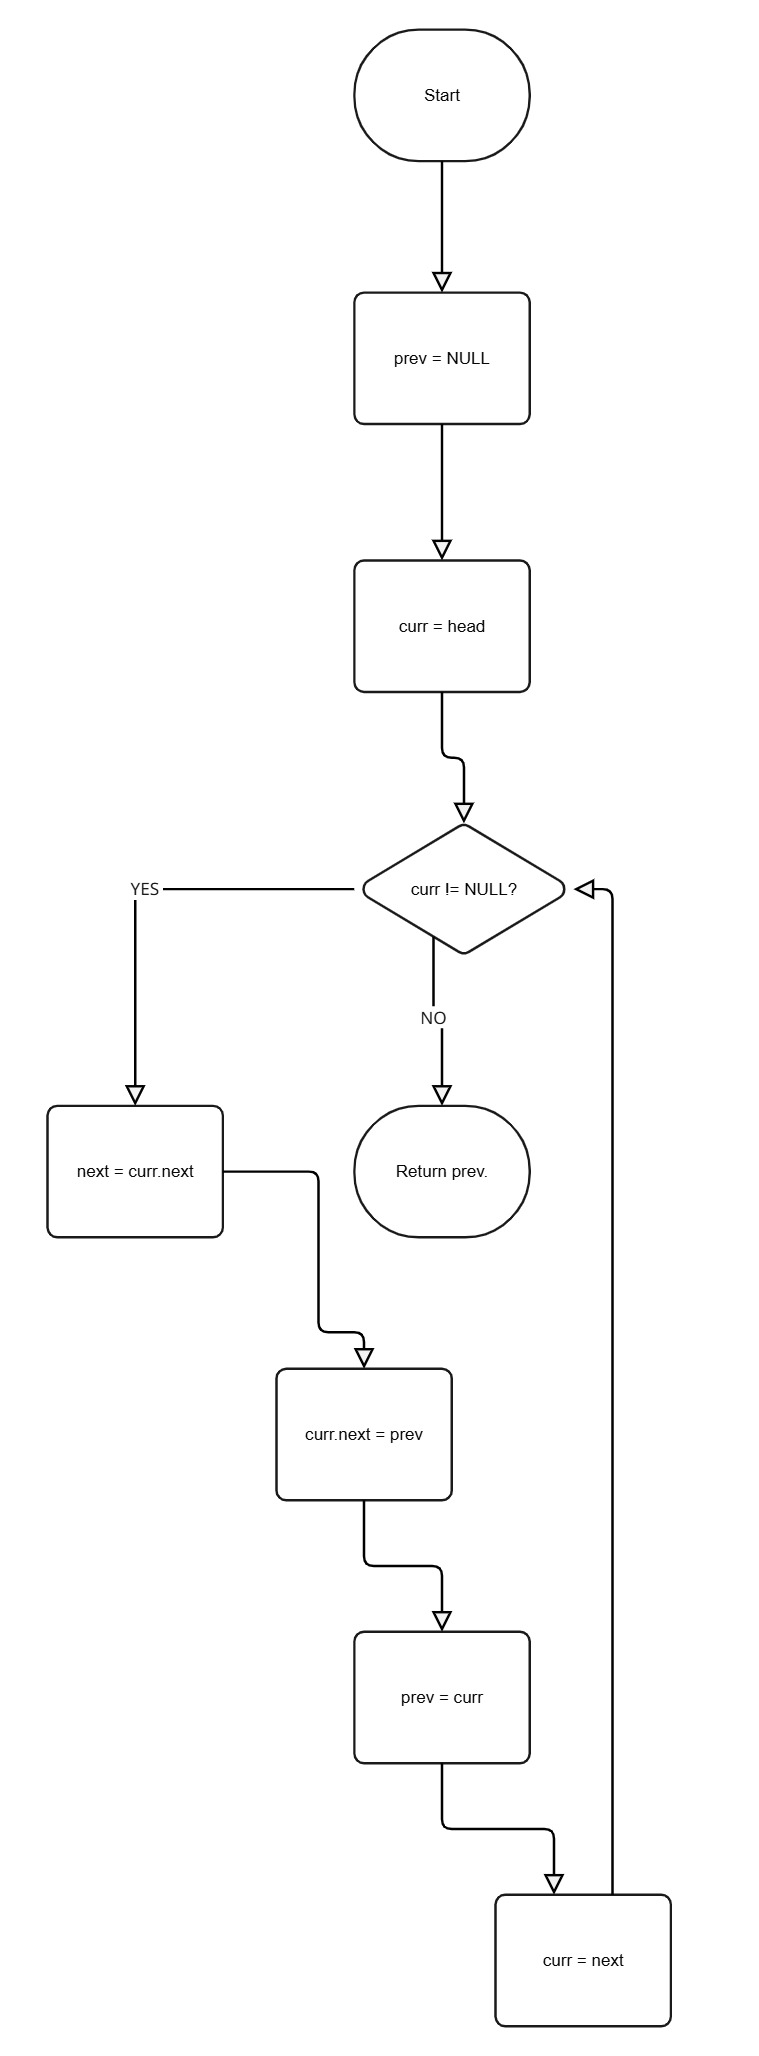 Start
prev = NULL
curr = head
curr != NULL?
YES
NO
next = curr.next
Return prev.
curr.next = prev
prev = curr
curr = next